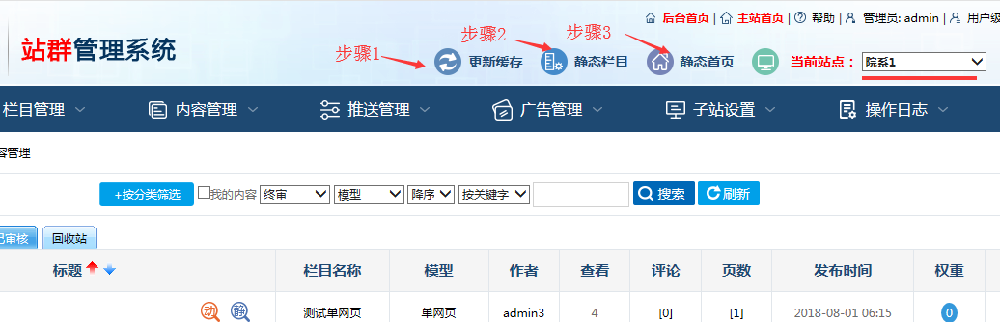 后台首页 | 主站首页 | 帮助 | 管理员: admin | 用户级
站群管理系统
步骤1 步骤2 步骤3
更新缓存 静态栏目 静态首页 当前站点： 院系1
栏目管理 内容管理 推送管理 广告管理 子站设置 操作日志
容管理
+按分类筛选 我的内容 终审 模型 降序 按关键字 搜索 刷新
已审核 回收站
标题 栏目名称 模型 作者 查看 评论 页数 发布时间 权重
动 静 测试单网页 单网页 admin3 4 [0] [1] 2018-08-01 06:15 0